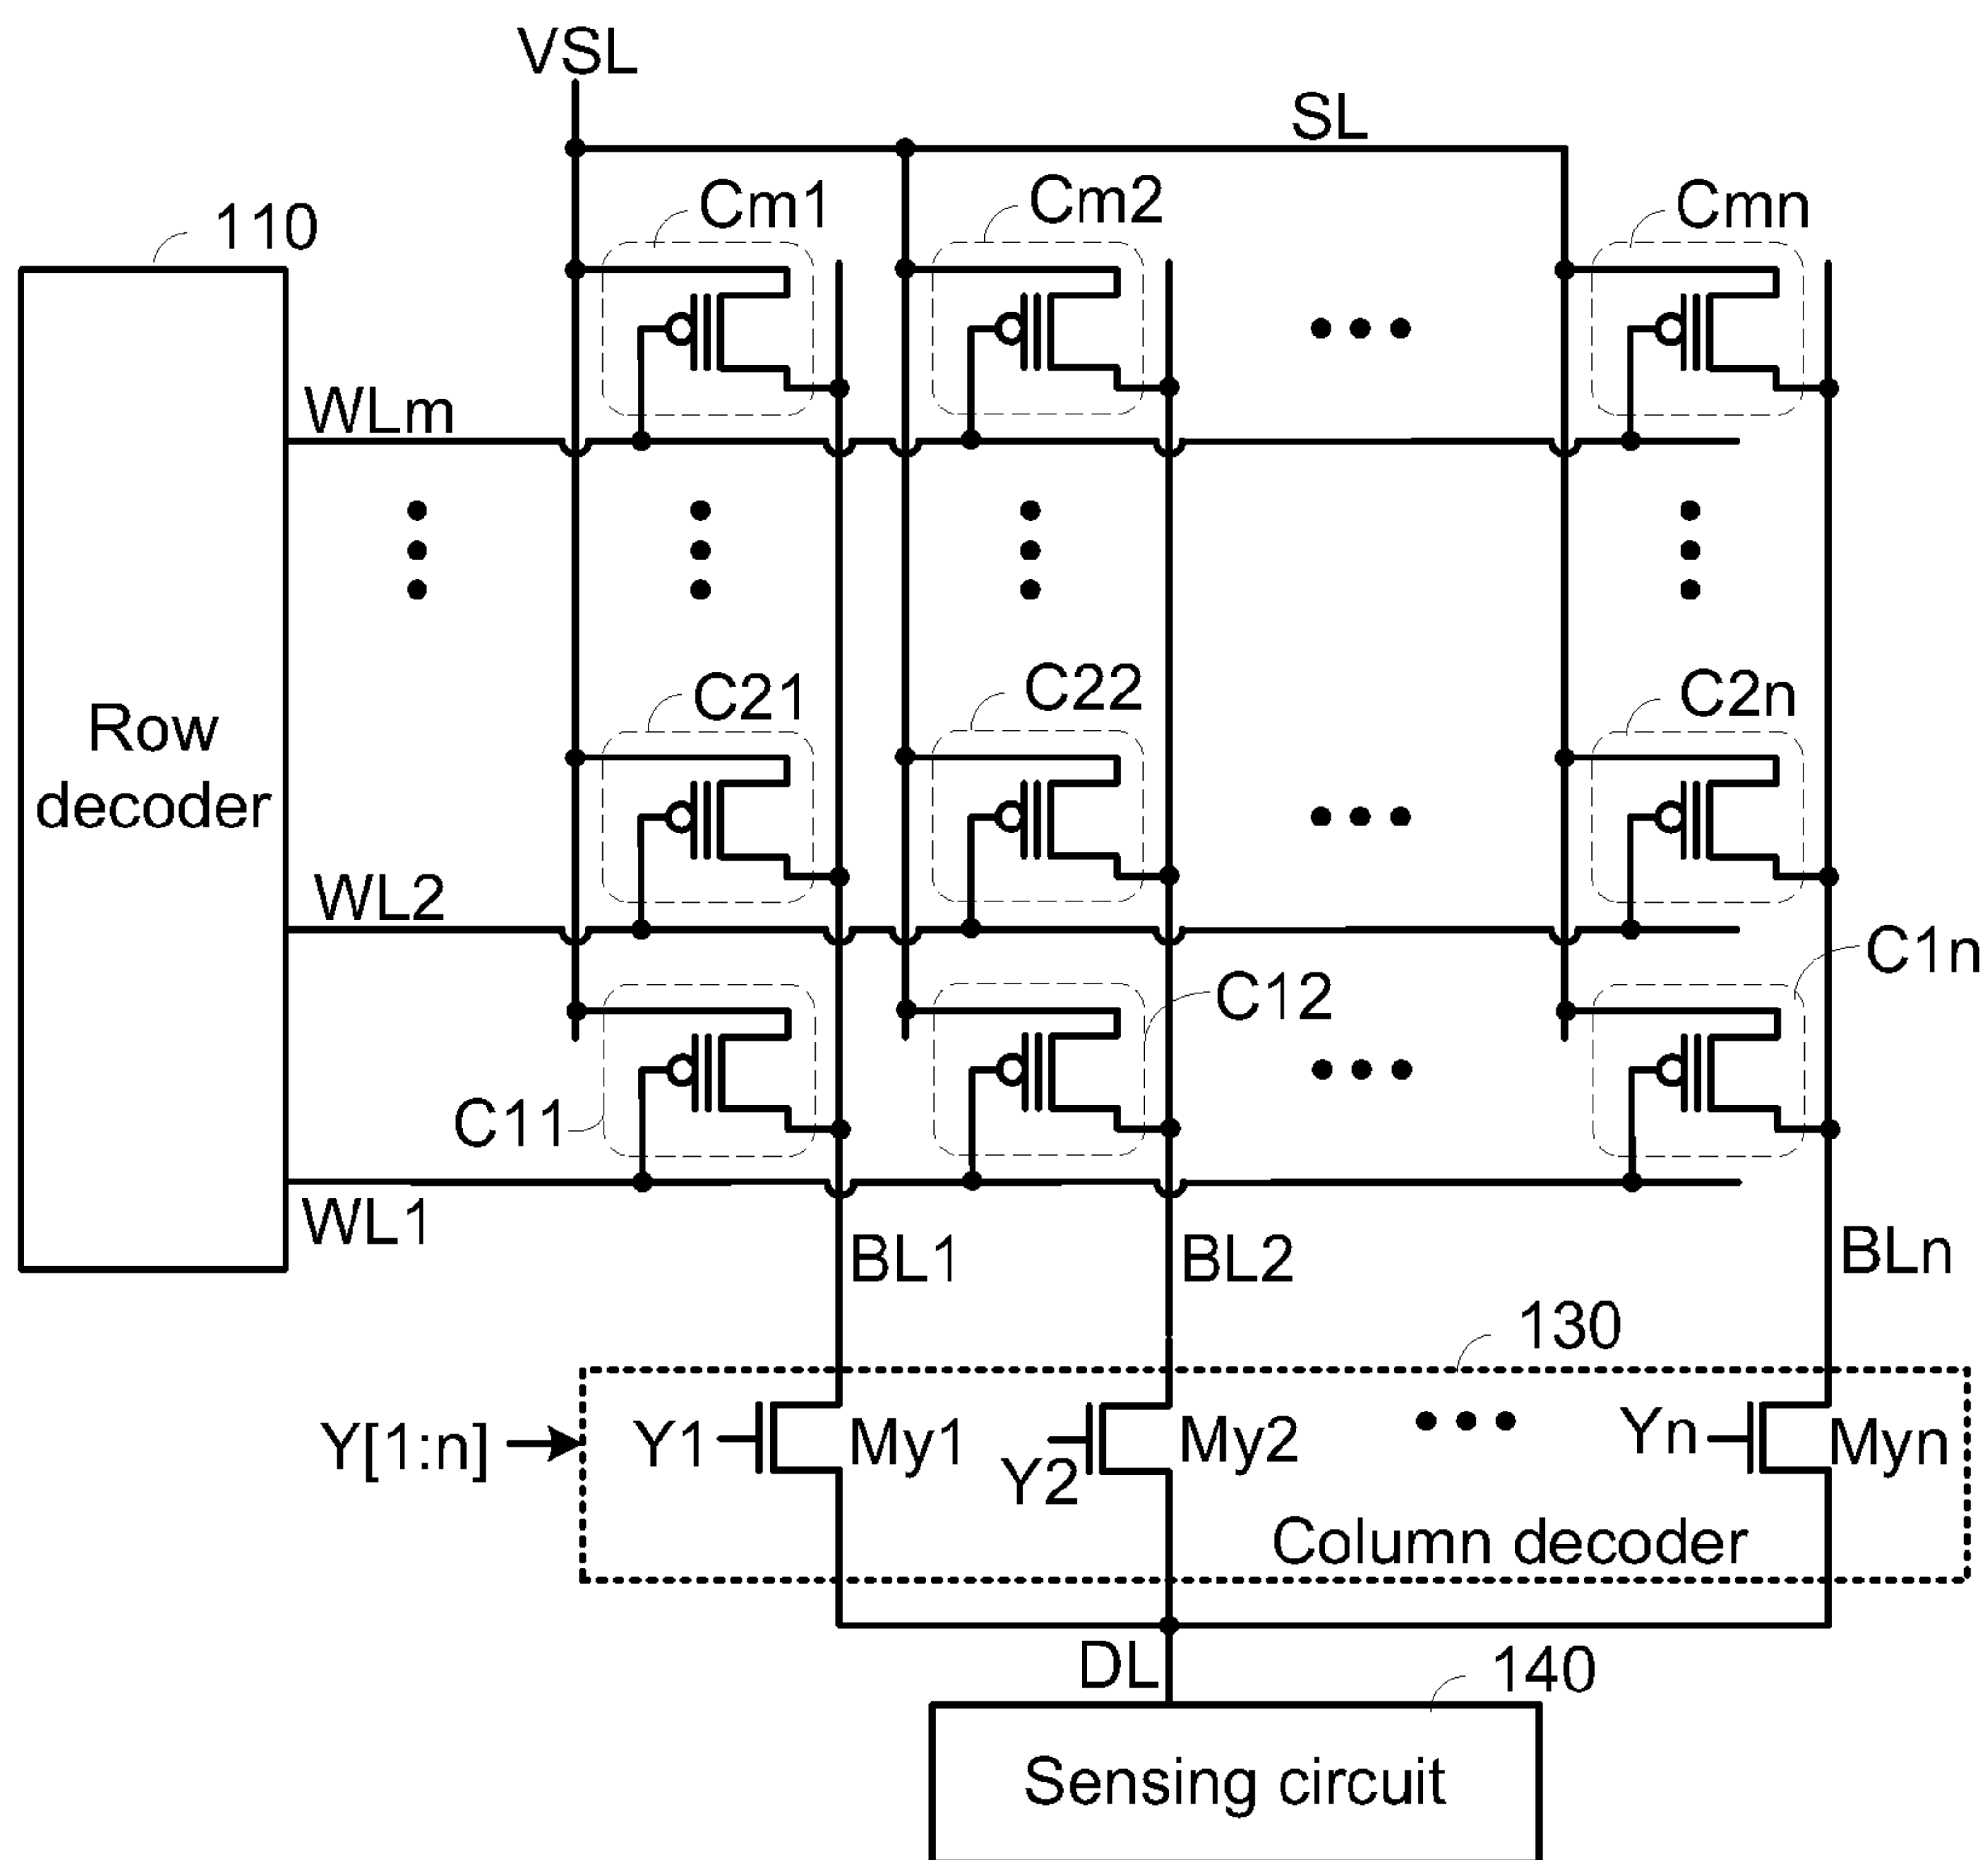 VSL
SL
110
Cm1
Cm2
Cmn
WLm
Row
decoder
C21
C22
C2n
WL2
C1n
C12
C11
WL1
BL1
BL2
BLn
130
Y[1:n]
Y1
My1
Y2
My2
Yn
Myn
Column decoder
DL
140
Sensing circuit